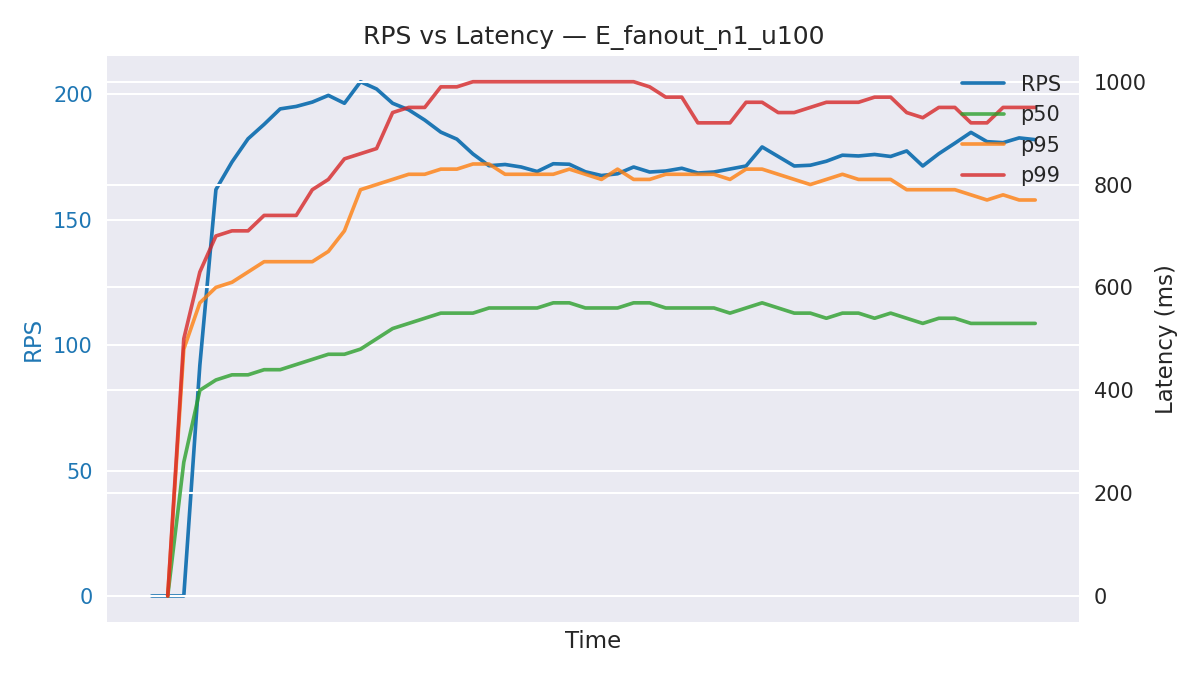 RPS vs Latency — E_fanout_n1_u100
RPS
200
150
100
50
0
1000
800
600
400
200
0
Latency (ms)
RPS
p50
p95
p99
Time